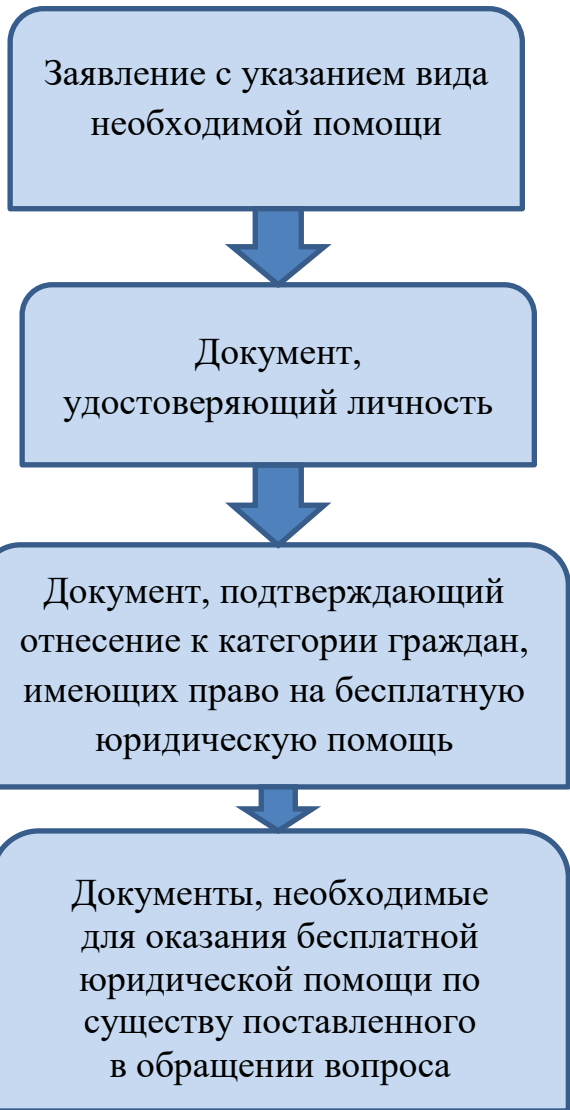 Заявление с указанием вида
необходимой помощи
Документ,
удостоверяющий личность
Документ, подтверждающий
отнесение к категории граждан,
имеющих право на бесплатную
юридическую помощь
Документы, необходимые
для оказания бесплатной
юридической помощи по
существу поставленного
в обращении вопроса